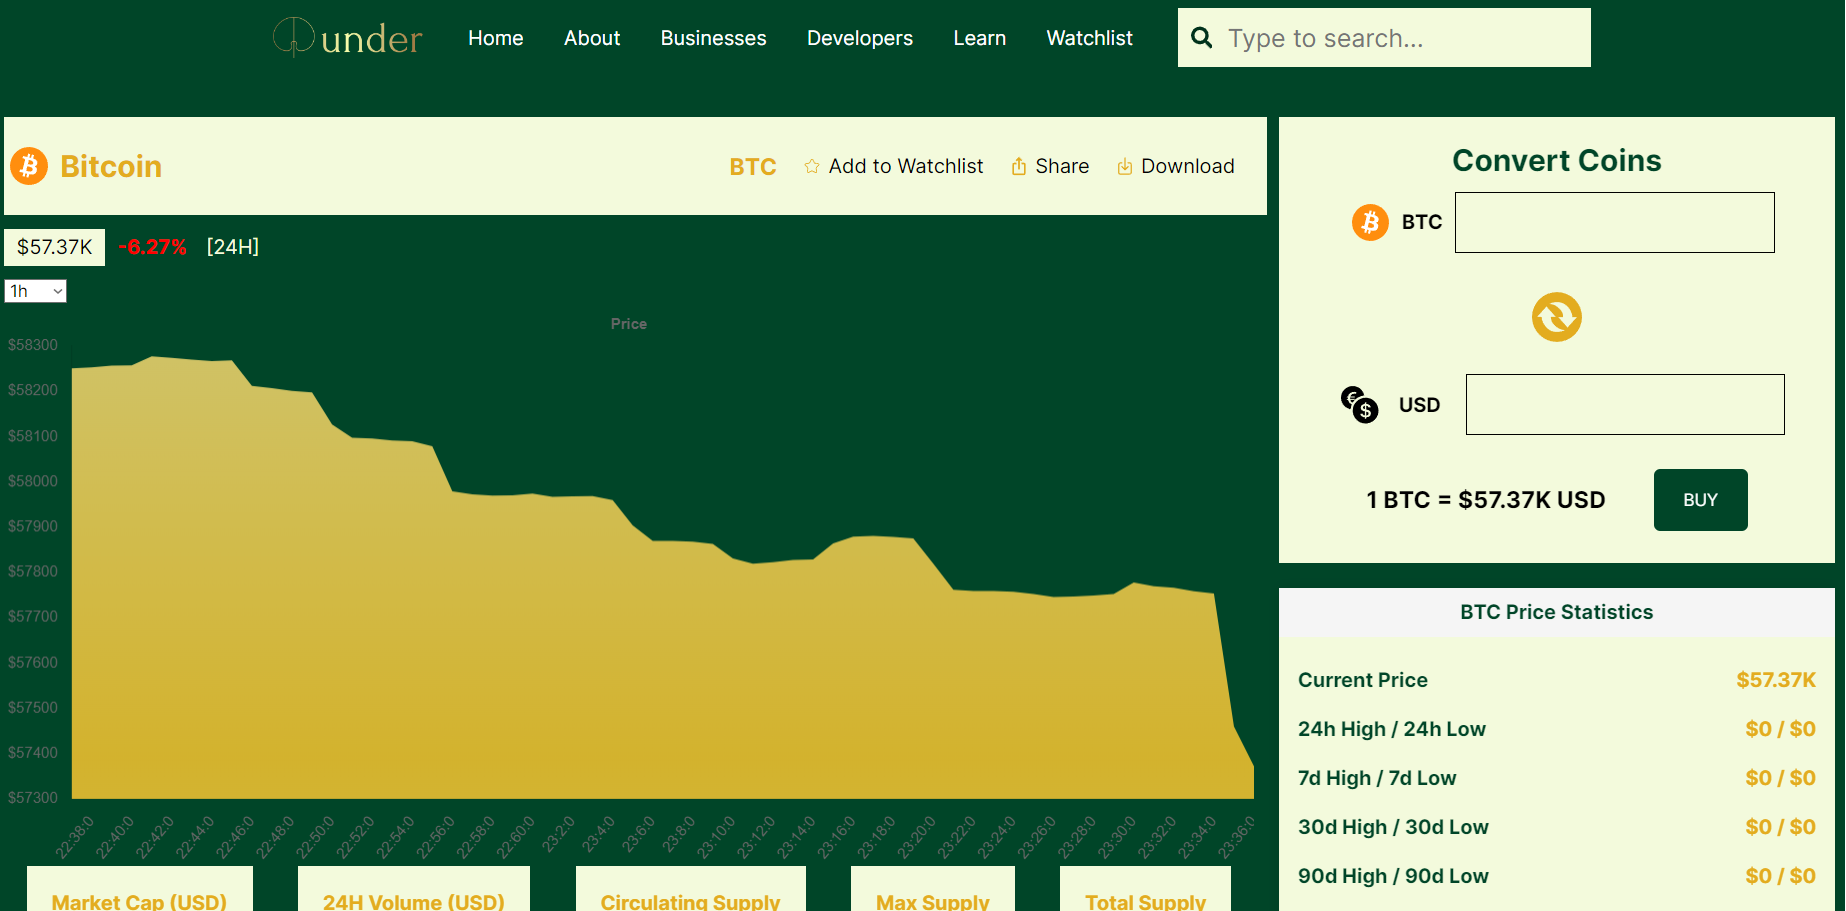 under
Home About Businesses Developers Learn Watchlist
Type to search...
Bitcoin
BTC Add to Watchlist Share Download
$57.37K -6.27% [24H]
1h
Price
$58300
$58200
$58100
$58000
$57900
$57800
$57700
$57600
$57500
$57400
$57300
22:38:0 22:40:0 22:42:0 22:44:0 22:46:0 22:48:0 22:50:0 22:52:0 22:54:0 22:56:0 22:58:0 22:60:0 23:2:0 23:4:0 23:6:0 23:8:0 23:10:0 23:12:0 23:14:0 23:16:0 23:18:0 23:20:0 23:22:0 23:24:0 23:26:0 23:28:0 23:30:0 23:32:0 23:34:0 23:36:0
Market Cap (USD) 24H Volume (USD) Circulating Supply Max Supply Total Supply
Convert Coins
BTC
USD
1 BTC = $57.37K USD
BUY
BTC Price Statistics
Current Price $57.37K
24h High / 24h Low $0 / $0
7d High / 7d Low $0 / $0
30d High / 30d Low $0 / $0
90d High / 90d Low $0 / $0